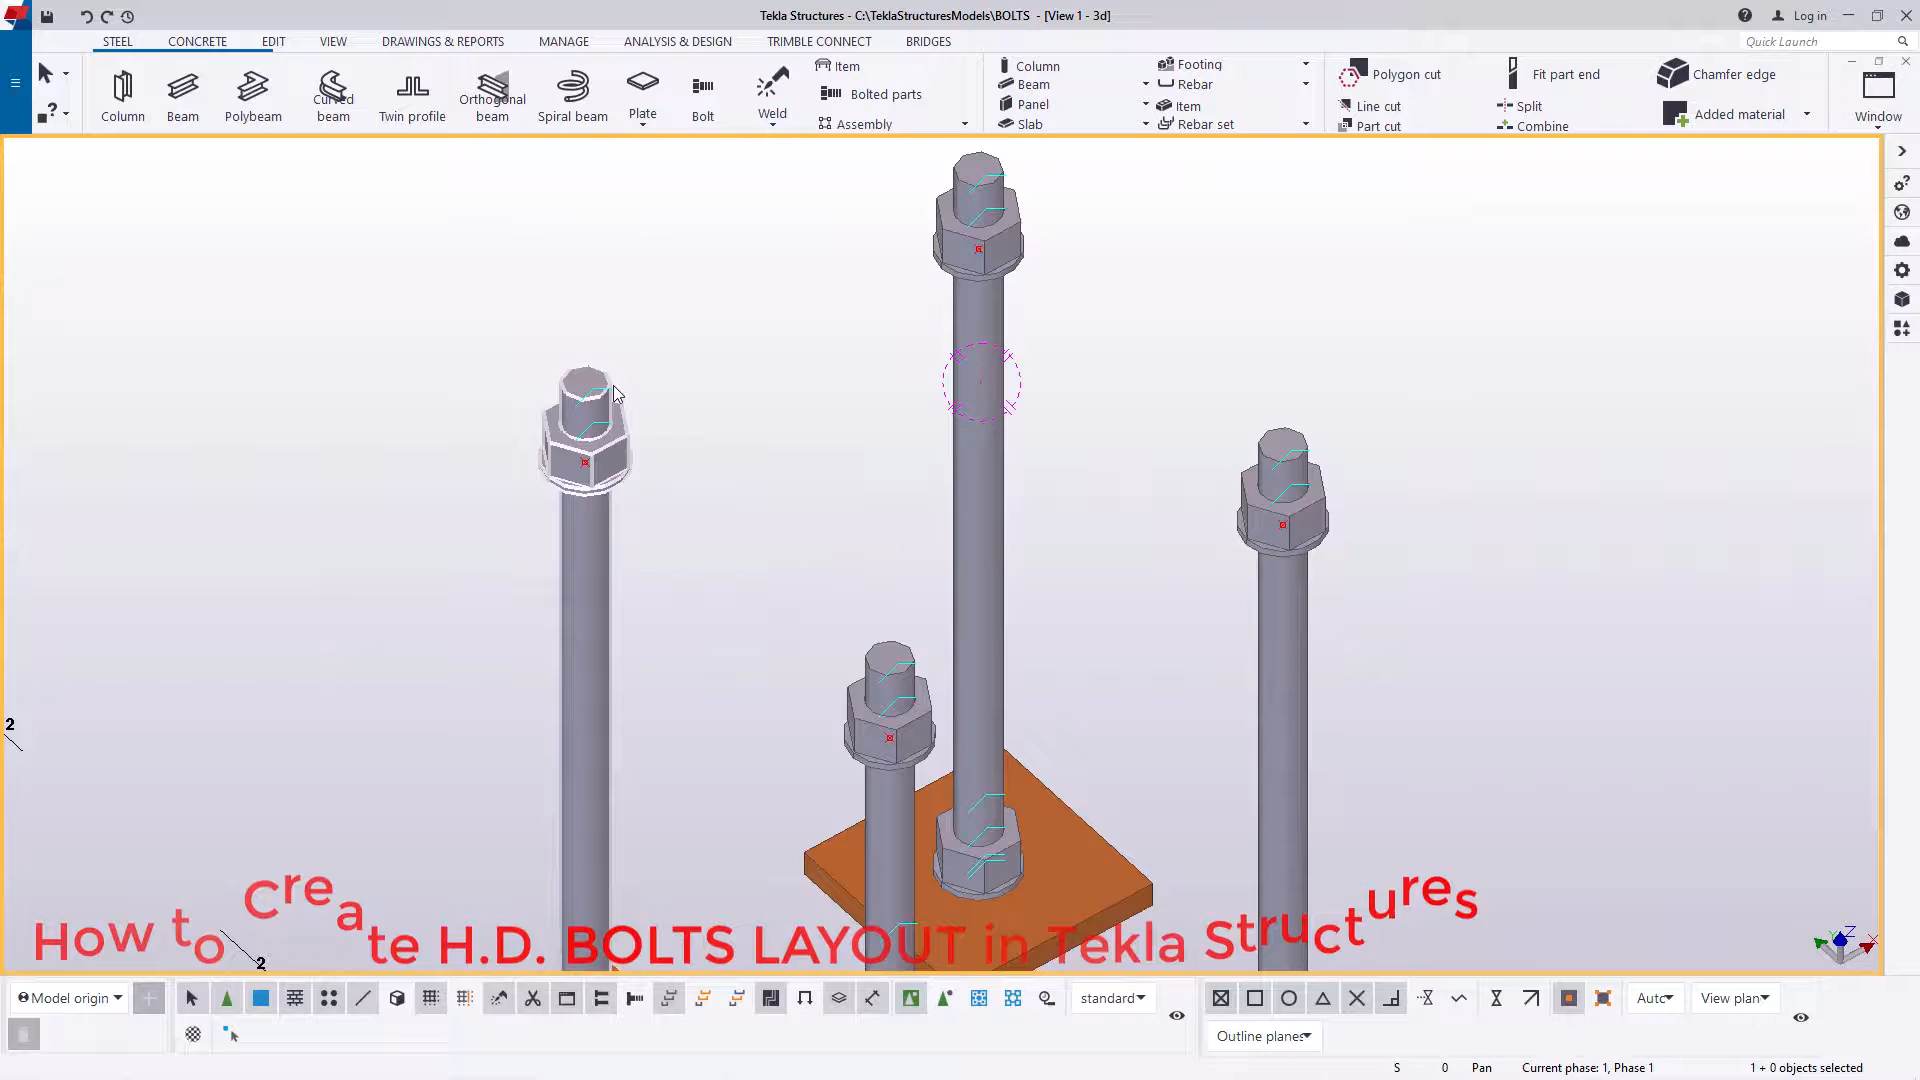 Tekla Structures - C:\TeklaStructuresModels\BOLTS - [View 1 - 3d]
Log in
STEEL CONCRETE EDIT VIEW DRAWINGS & REPORTS MANAGE ANALYSIS & DESIGN TRIMBLE CONNECT BRIDGES
Quick Launch
Column
Beam
Polybeam
Curved
beam
Twin profile
Orthogonal
beam
Spiral beam
Plate
Bolt
Weld
Item
Bolted parts
Assembly
Column
Beam
Panel
Slab
Footing
Rebar
Item
Rebar set
Polygon cut
Line cut
Part cut
Fit part end
Split
Combine
Chamfer edge
Added material
Window
2
2
Z
X
How to Create H.D. BOLTS LAYOUT in Tekla Structures
Model origin
standard
Auto
View plan
Outline planes
S 0 Pan Current phase: 1, Phase 1 1 + 0 objects selected